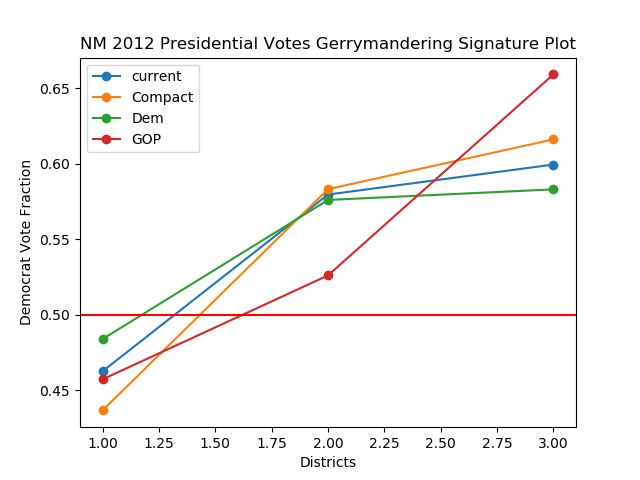 NM 2012 Presidential Votes Gerrymandering Signature Plot
current
Compact
Dem
GOP
Democrat Vote Fraction
0.65
0.60
0.55
0.50
0.45
1.00 1.25 1.50 1.75 2.00 2.25 2.50 2.75 3.00
Districts